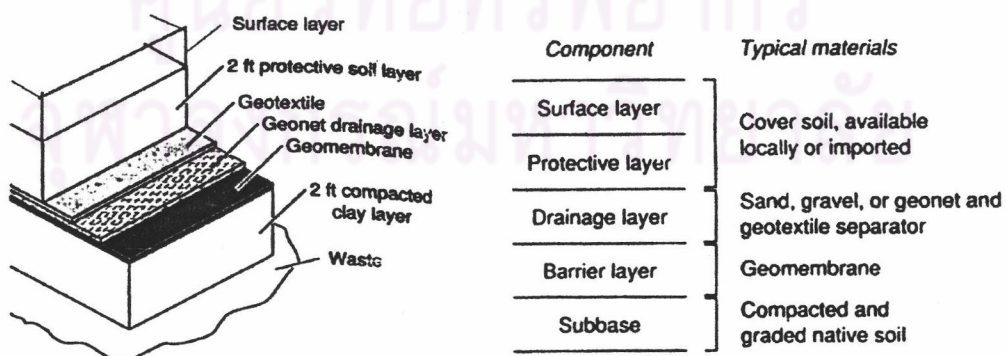 Surface layer
2 ft protective soil layer
Geotextile
Geonet drainage layer
Geomembrane
2 ft compacted
clay layer
Waste
Component
Typical materials
Surface layer
Protective layer
Drainage layer
Barrier layer
Subbase
Cover soil, available
locally or imported
Sand, gravel, or geonet and
geotextile separator
Geomembrane
Compacted and
graded native soil